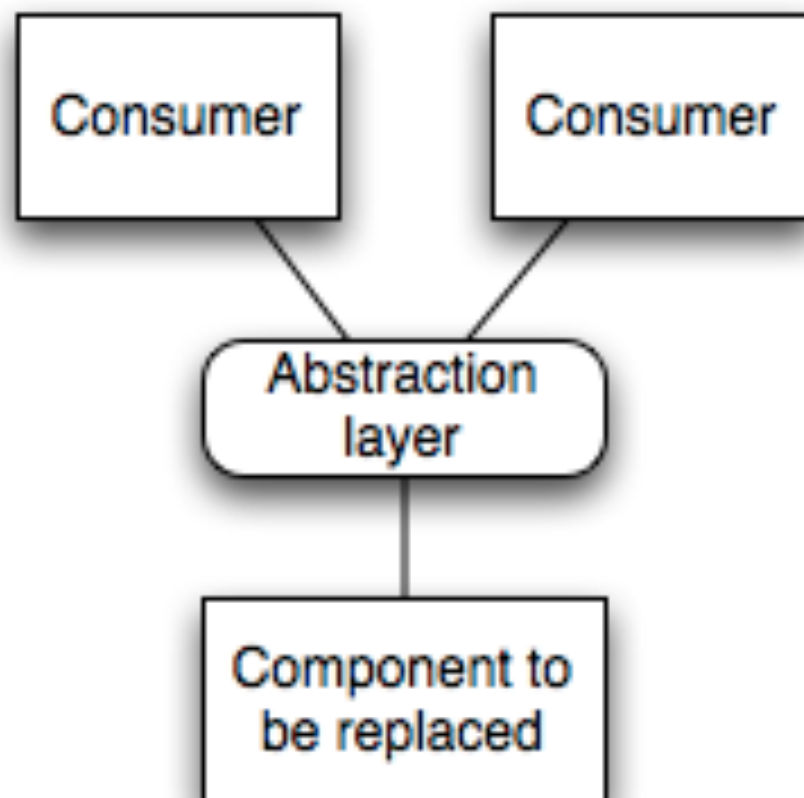 Consumer
Consumer
Abstraction
layer
Component to
be replaced